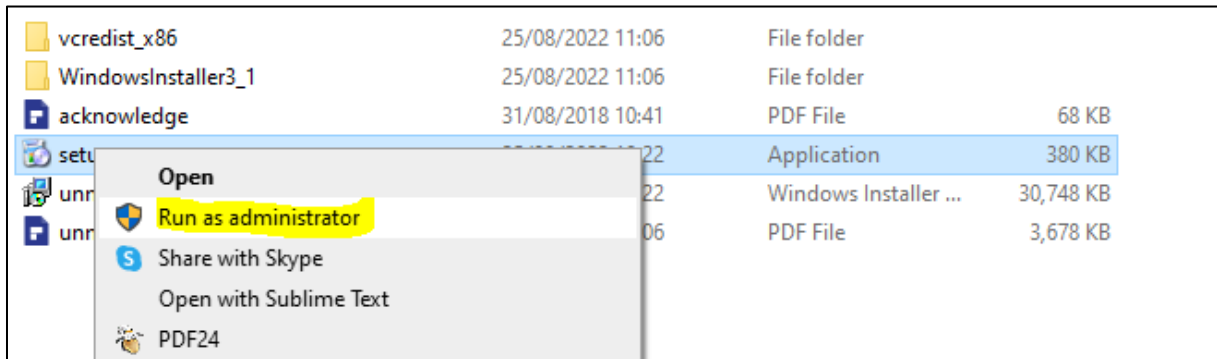 vcredist_x86 25/08/2022 11:06 File folder
WindowsInstaller3_1 25/08/2022 11:06 File folder
acknowledge 31/08/2018 10:41 PDF File 68 KB
setu 22 Application 380 KB
Open
unn 22 Windows Installer ... 30,748 KB
Run as administrator
unn 06 PDF File 3,678 KB
Share with Skype
Open with Sublime Text
PDF24